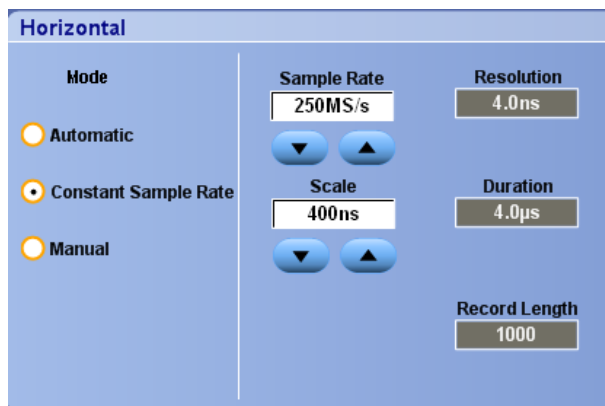 Horizontal
Mode
Automatic
Constant Sample Rate
Manual
Sample Rate
250MS/s
Scale
400ns
Resolution
4.0ns
Duration
4.0µs
Record Length
1000